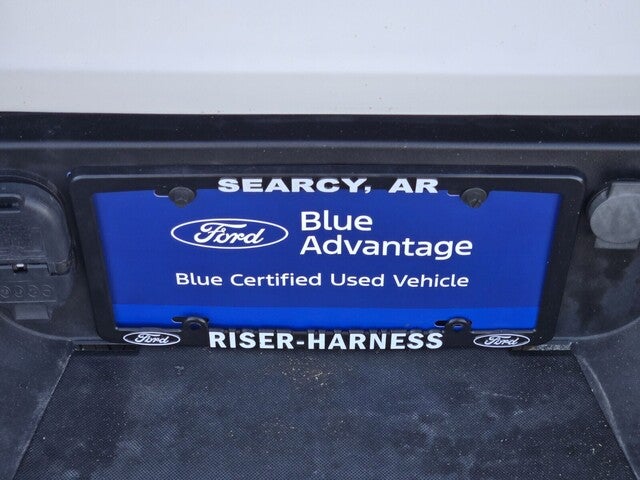 SEARCY, AR
Ford
Blue
Advantage
Blue Certified Used Vehicle
Ford
RISER-HARNESS
Ford